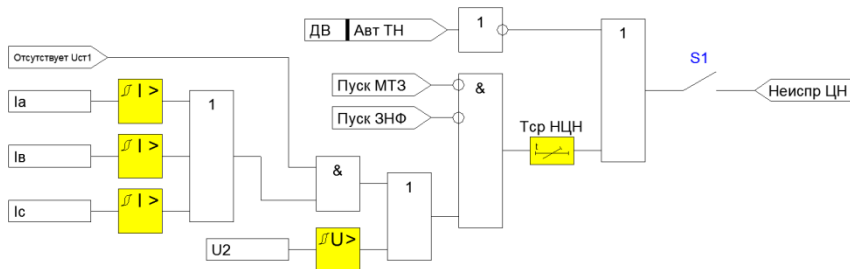 ДВ Авт ТН
1
1
S1
Отсутствует Uст1
Неиспр ЦН
Пуск МТЗ
&
Ia
I >
1
Пуск ЗНФ
Тср НЦН
t
Iв
I >
&
1
Ic
I >
U2
U>